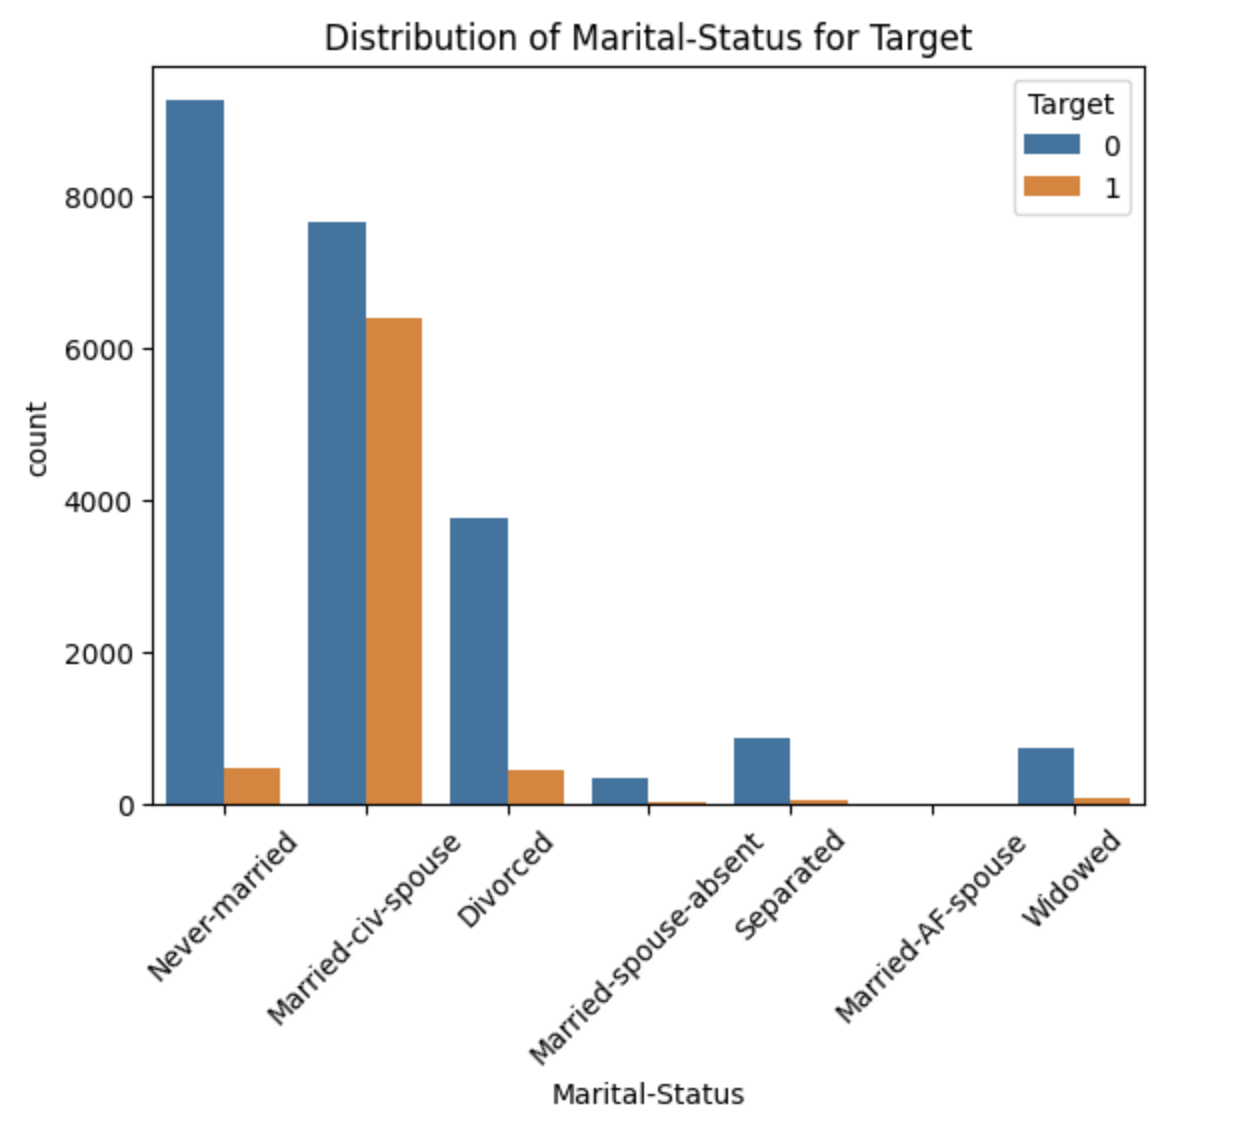 Distribution of Marital-Status for Target
Target
0
1
8000
6000
4000
2000
0
count
Never-married
Married-civ-spouse
Divorced
Married-spouse-absent
Separated
Married-AF-spouse
Widowed
Marital-Status